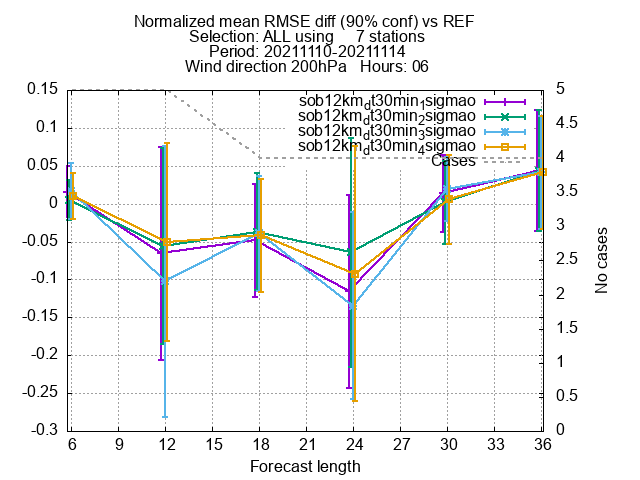 Normalized mean RMSE diff (90% conf) vs REF
Selection: ALL using 7 stations
Period: 20211110-20211114
Wind direction 200hPa Hours: 06
sob12km_dt30min_1sigmao
sob12km_dt30min_2sigmao
sob12km_dt30min_3sigmao
sob12km_dt30min_4sigmao
Cases
0.15
0.1
0.05
0
-0.05
-0.1
-0.15
-0.2
-0.25
-0.3
5
4.5
4
3.5
3
2.5
2
1.5
1
0.5
0
No cases
6 9 12 15 18 21 24 27 30 33 36
Forecast length